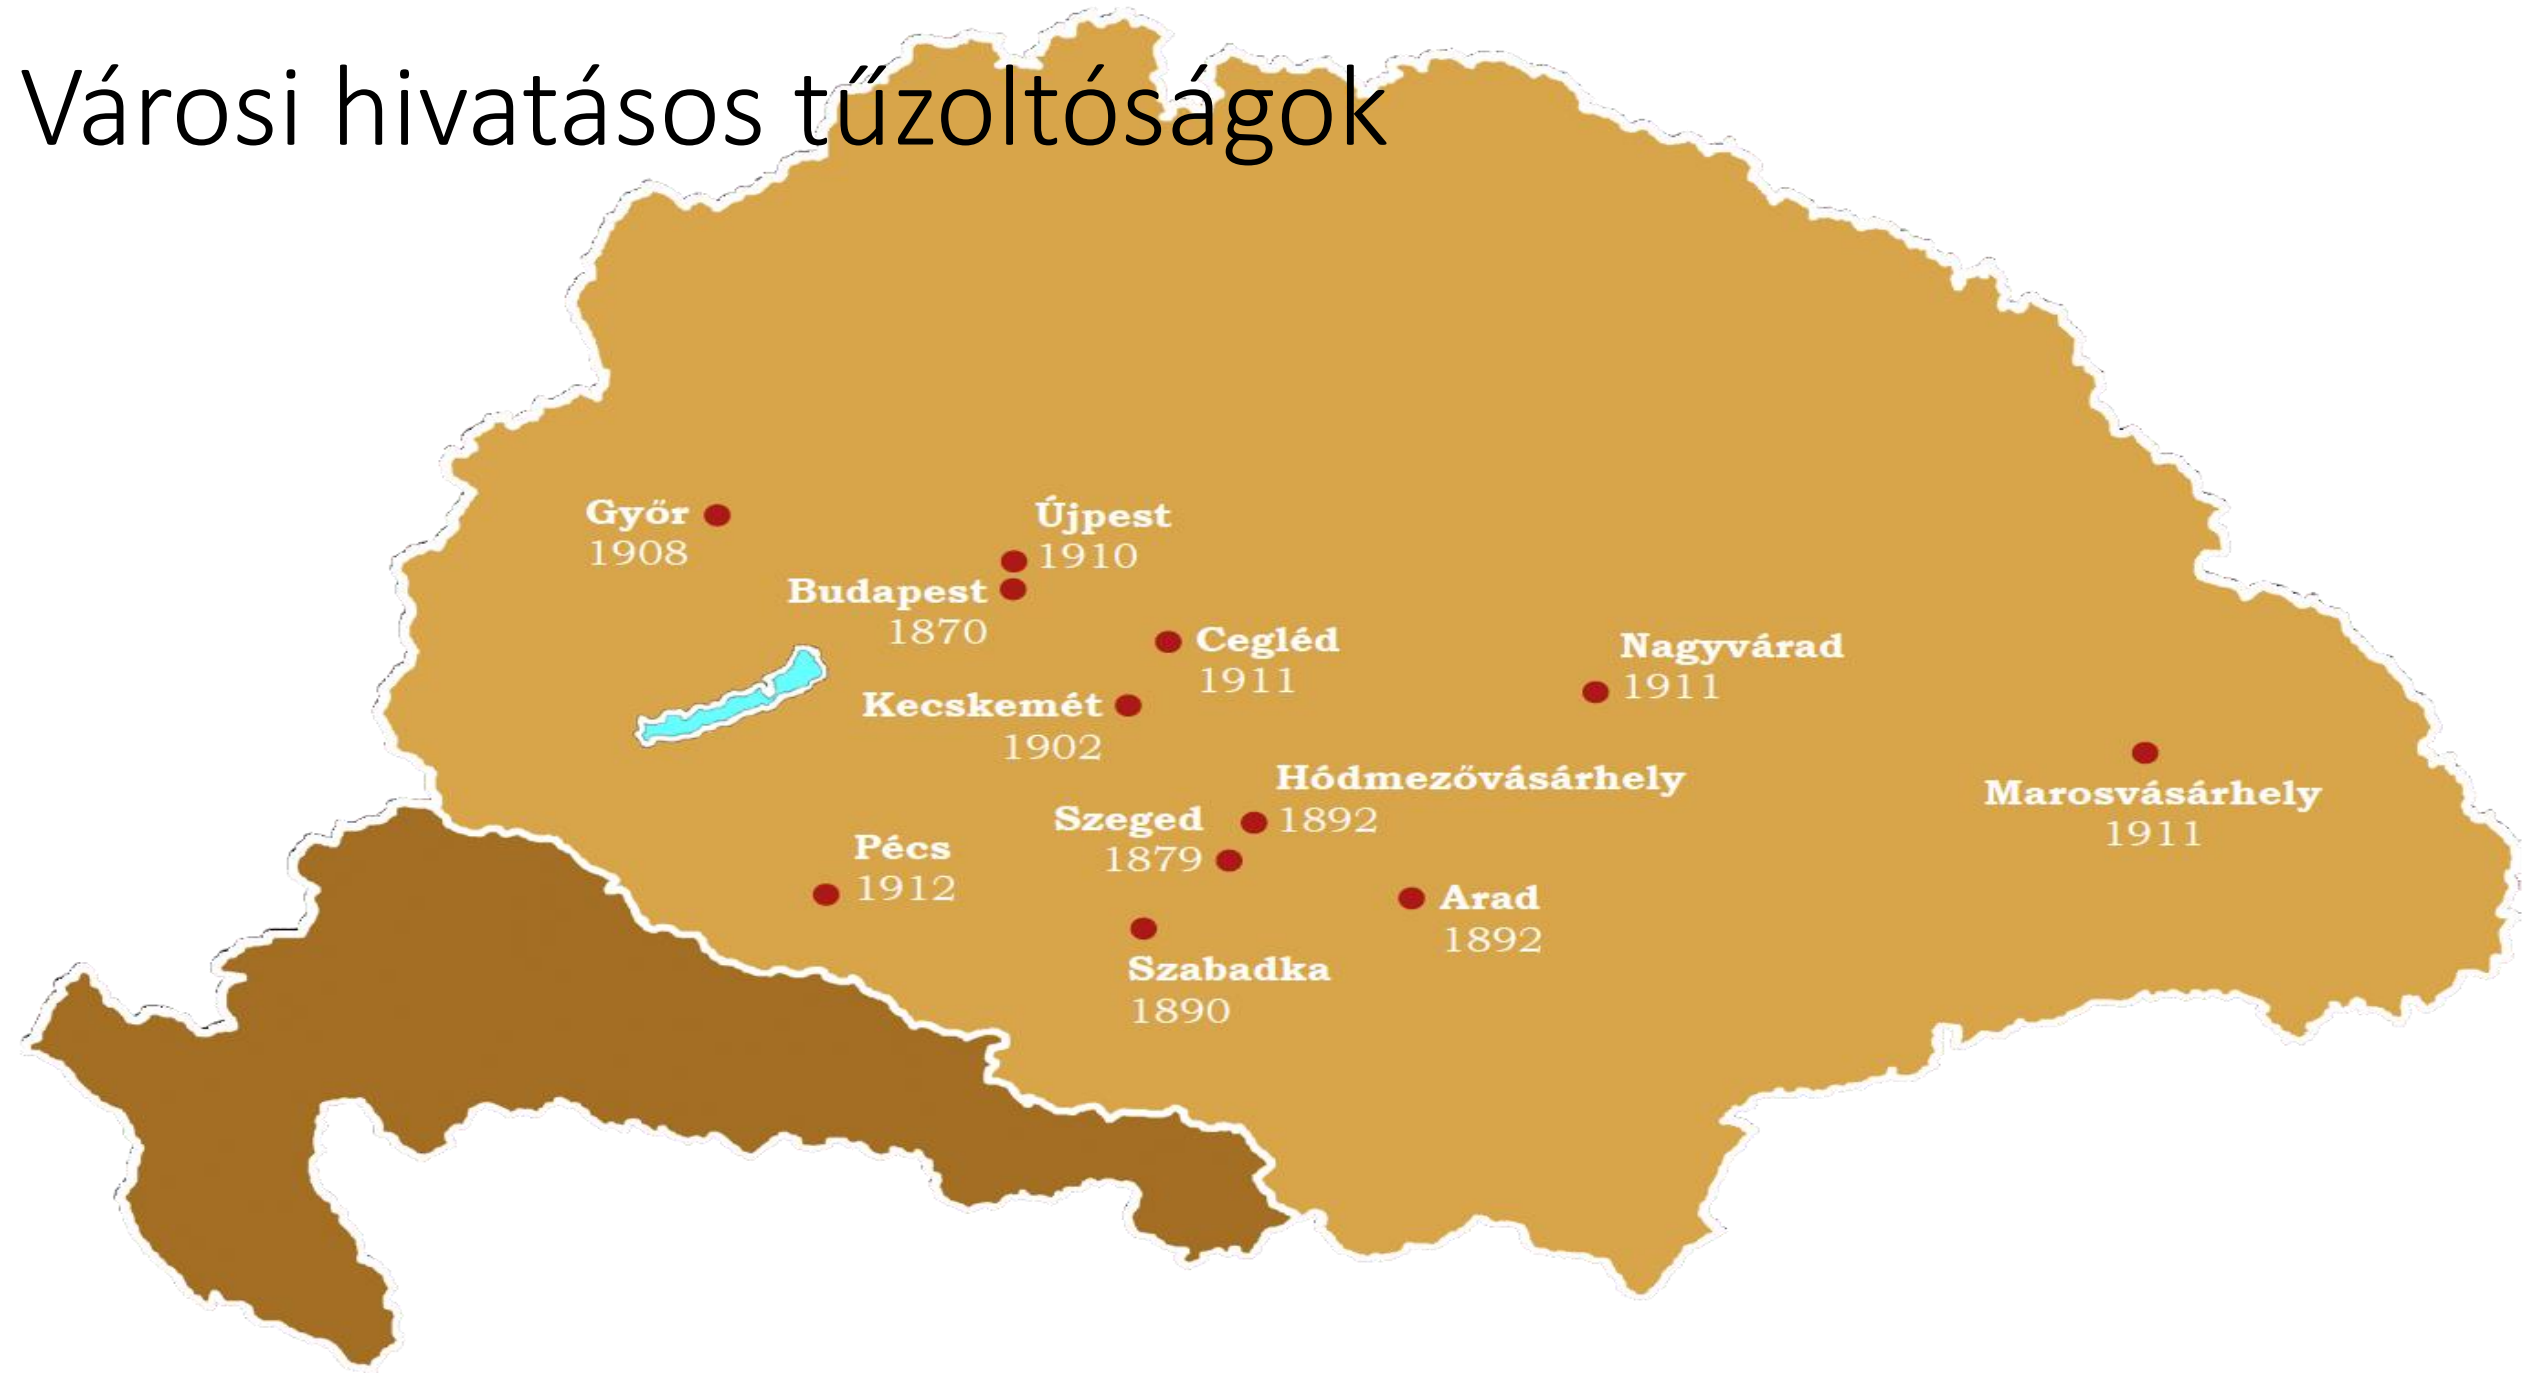 Városi hivatásos tűzoltóságok
Győr
1908
Újpest
1910
Budapest
1870
Cegléd
1911
Nagyvárad
1911
Kecskemét
1902
Hódmezővásárhely
1892
Marosvásárhely
1911
Szeged
1879
Pécs
1912
Arad
1892
Szabadka
1890